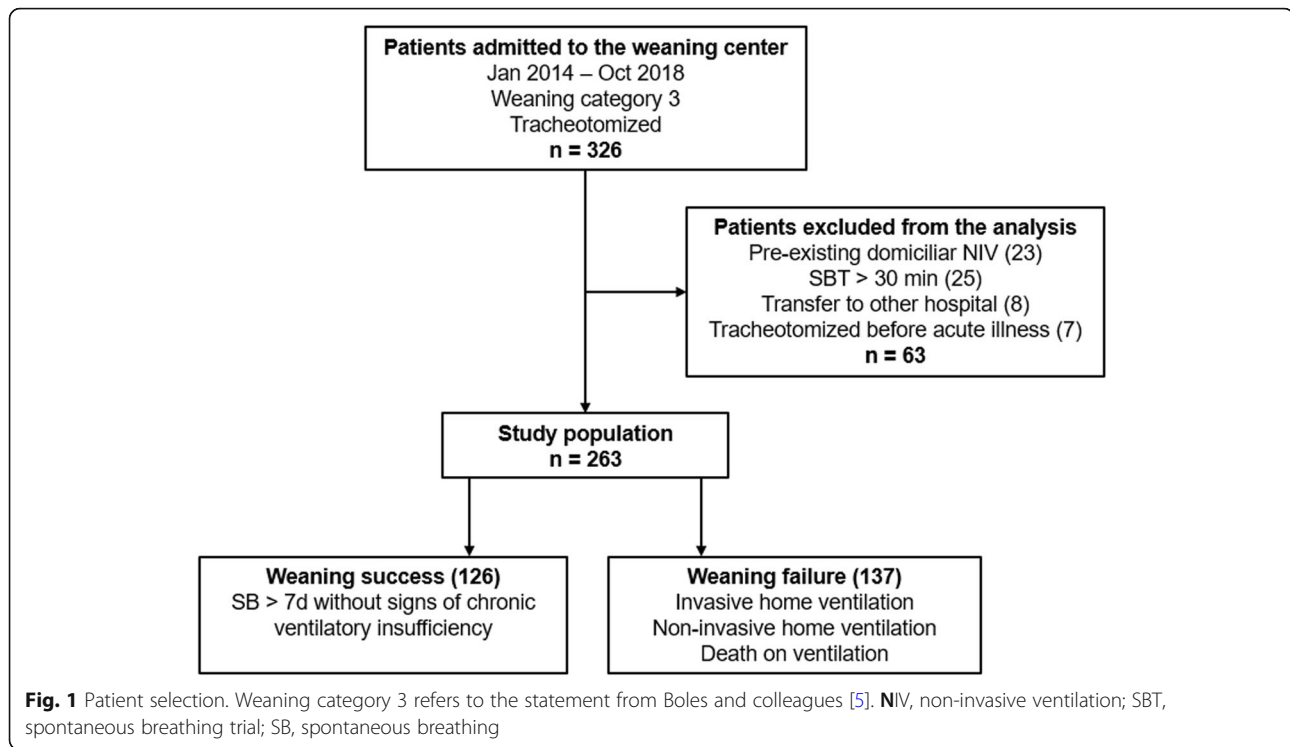 Patients admitted to the weaning center
Jan 2014 – Oct 2018
Weaning category 3
Tracheotomized
n = 326
Patients excluded from the analysis
Pre-existing domiciliar NIV (23)
SBT > 30 min (25)
Transfer to other hospital (8)
Tracheotomized before acute illness (7)
n = 63
Study population
n = 263
Weaning success (126)
SB > 7d without signs of chronic
ventilatory insufficiency
Weaning failure (137)
Invasive home ventilation
Non-invasive home ventilation
Death on ventilation
Fig. 1 Patient selection. Weaning category 3 refers to the statement from Boles and colleagues [5]. NIV, non-invasive ventilation; SBT,
spontaneous breathing trial; SB, spontaneous breathing